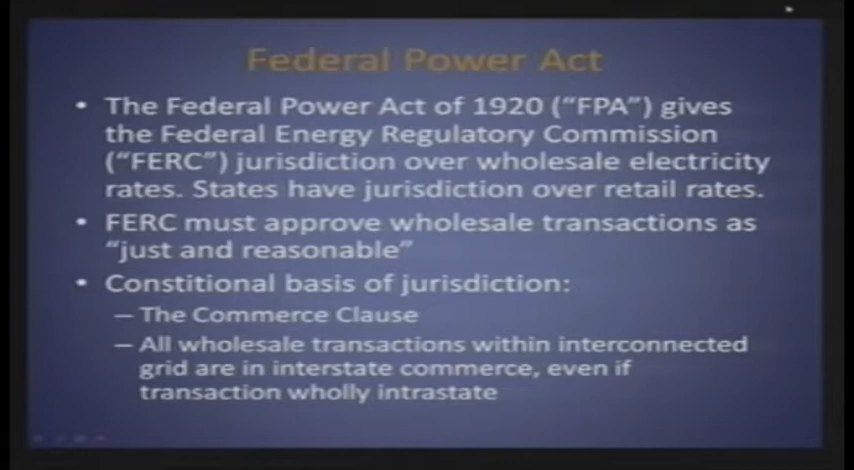 Federal Power Act
• The Federal Power Act of 1920 ("FPA") gives
the Federal Energy Regulatory Commission
("FERC") jurisdiction over wholesale electricity
rates. States have jurisdiction over retail rates.
• FERC must approve wholesale transactions as
"just and reasonable"
• Constitional basis of jurisdiction:
– The Commerce Clause
– All wholesale transactions within interconnected
grid are in interstate commerce, even if
transaction wholly intrastate